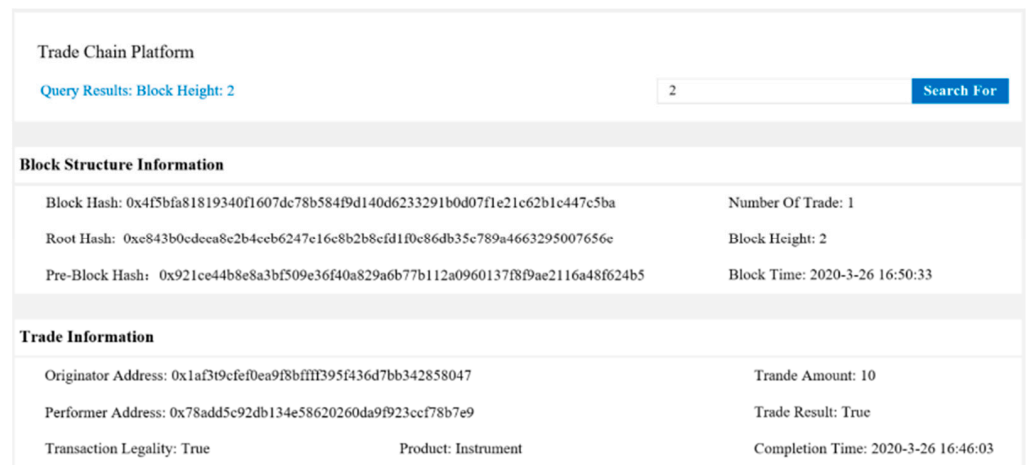 Trade Chain Platform
Query Results: Block Height: 2
2
Search For
Block Structure Information
Block Hash: 0x4f5bfa81819340f1607dc78b584f9d140d6233291b0d07f1e21c62b1c447c5ba
Number Of Trade: 1
Root Hash: 0xe843b0cdeea8e2b4ceb6247e16c8b2b8cfd1f0c86db35c789a4663295007656e
Block Height: 2
Pre-Block Hash: 0x921ce44b8e8a3bf509e36f40a829a6b77b112a0960137f8f9ae2116a48f624b5
Block Time: 2020-3-26 16:50:33
Trade Information
Originator Address: 0x1af3t9cfef0ea9f8bffff395f436d7bb342858047
Trande Amount: 10
Performer Address: 0x78add5c92db134e58620260da9f923ccf78b7e9
Trade Result: True
Transaction Legality: True
Product: Instrument
Completion Time: 2020-3-26 16:46:03